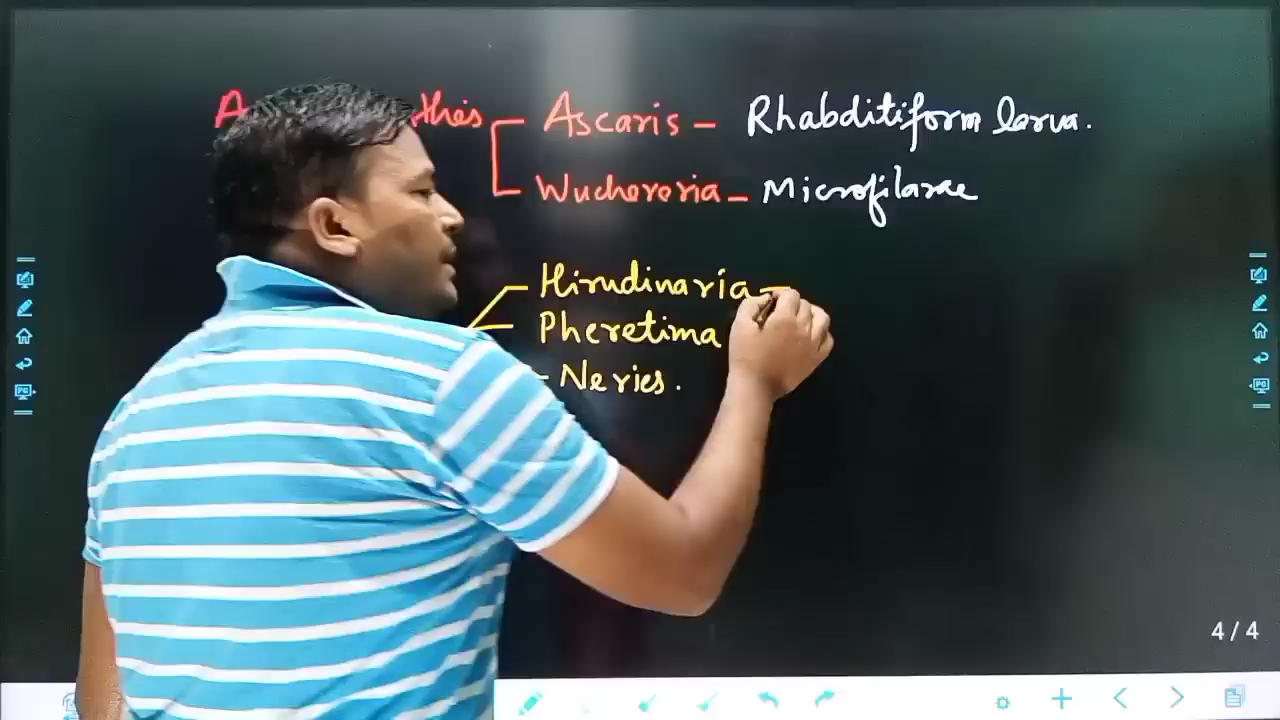 Ascaris - Rhabditiform larva.
Wuchereria - Microfilarae
Hirudinaria -
Pheretima
Neries.
4/4